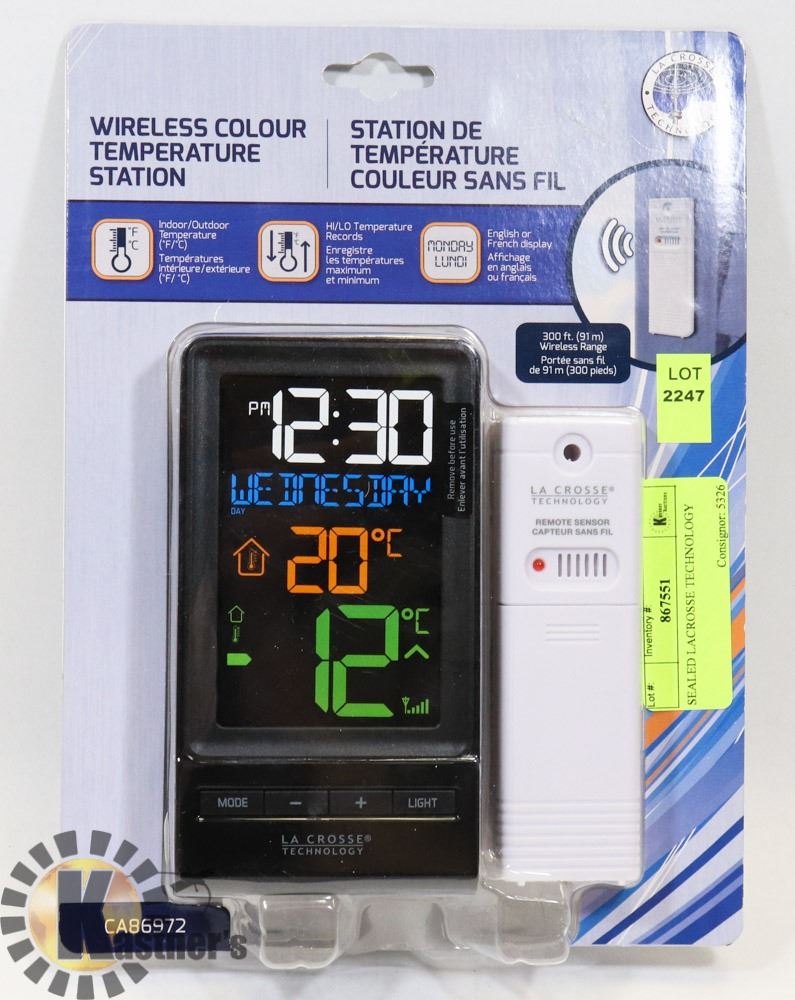 LA CROSSE
TECHNOLOGY
WIRELESS COLOUR
TEMPERATURE
STATION
STATION DE
TEMPÉRATURE
COULEUR SANS FIL
°F
°C
Indoor/Outdoor
Temperature
(°F/°C)
Températures
intérieure/extérieure
(°F/°C)
HI/LO Temperature
Records
Enregistre
les températures
maximum
et minimum
MONDAY
LUNDI
English or
French display
Affichage
en anglais
ou français
300 ft. (91 m)
Wireless Range
Portée sans fil
de 91 m (300 pieds)
LOT
2247
PM 12:30
WEDNESDAY
DAY
20°C
12°C
Remove before use
Enlever avant l'utilisation
MODE - + LIGHT
LA CROSSE®
TECHNOLOGY
LA CROSSE®
TECHNOLOGY
REMOTE SENSOR
CAPTEUR SANS FIL
Lot #:
Inventory #:
867551
SEALED LACROSSE TECHNOLOGY
Consignor: 5326
CA86972
Kastner's